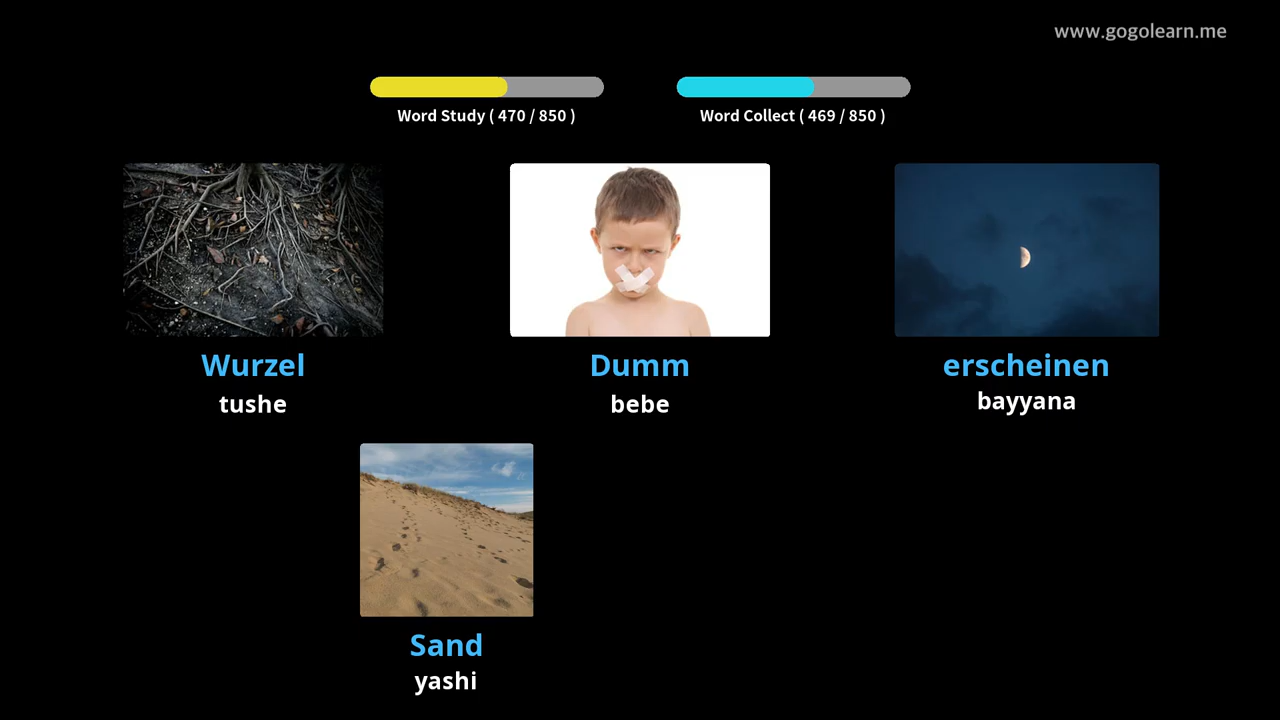 www.gogolearn.me
Word Study ( 470 / 850 )
Word Collect ( 469 / 850 )
Wurzel
tushe
Dumm
bebe
erscheinen
bayyana
Sand
yashi